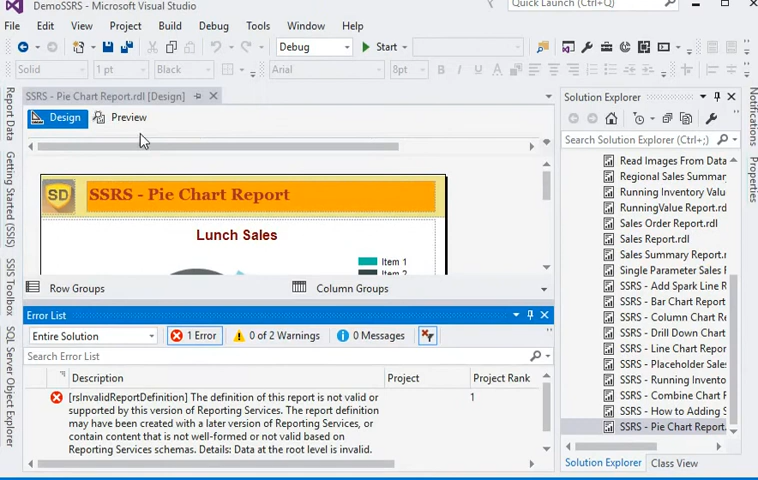 DemoSSRS - Microsoft Visual Studio
Quick Launch (Ctrl+Q)
File Edit View Project Build Debug Tools Window Help
Debug Start
Solid 1 pt Black Arial 8pt B I U A
SSRS - Pie Chart Report.rdl [Design]
Design Preview
SD SSRS - Pie Chart Report
Lunch Sales
Item 1
Item 2
Row Groups Column Groups
Error List
Entire Solution 1 Error 0 of 2 Warnings 0 Messages
Search Error List
Description Project Project Rank
[rsInvalidReportDefinition] The definition of this report is not valid or 1
supported by this version of Reporting Services. The report definition
may have been created with a later version of Reporting Services, or
contain content that is not well-formed or not valid based on
Reporting Services schemas. Details: Data at the root level is invalid.
Report Data
Getting Started (SSIS)
SSIS Toolbox
SQL Server Object Explorer
Solution Explorer
Search Solution Explorer (Ctrl+;)
Read Images From Data
Regional Sales Summar
Running Inventory Valu
RunningValue Report.rd
Sales Order Report.rdl
Sales Report.rdl
Sales Summary Report.
Single Parameter Sales
SSRS - Add Spark Line R
SSRS - Bar Chart Report
SSRS - Column Chart Re
SSRS - Drill Down Chart
SSRS - Line Chart Repor
SSRS - Placeholder Sales
SSRS - Running Invento
SSRS - Combine Chart
SSRS - How to Adding S
SSRS - Pie Chart Report.
Solution Explorer Class View
Notifications
Properties